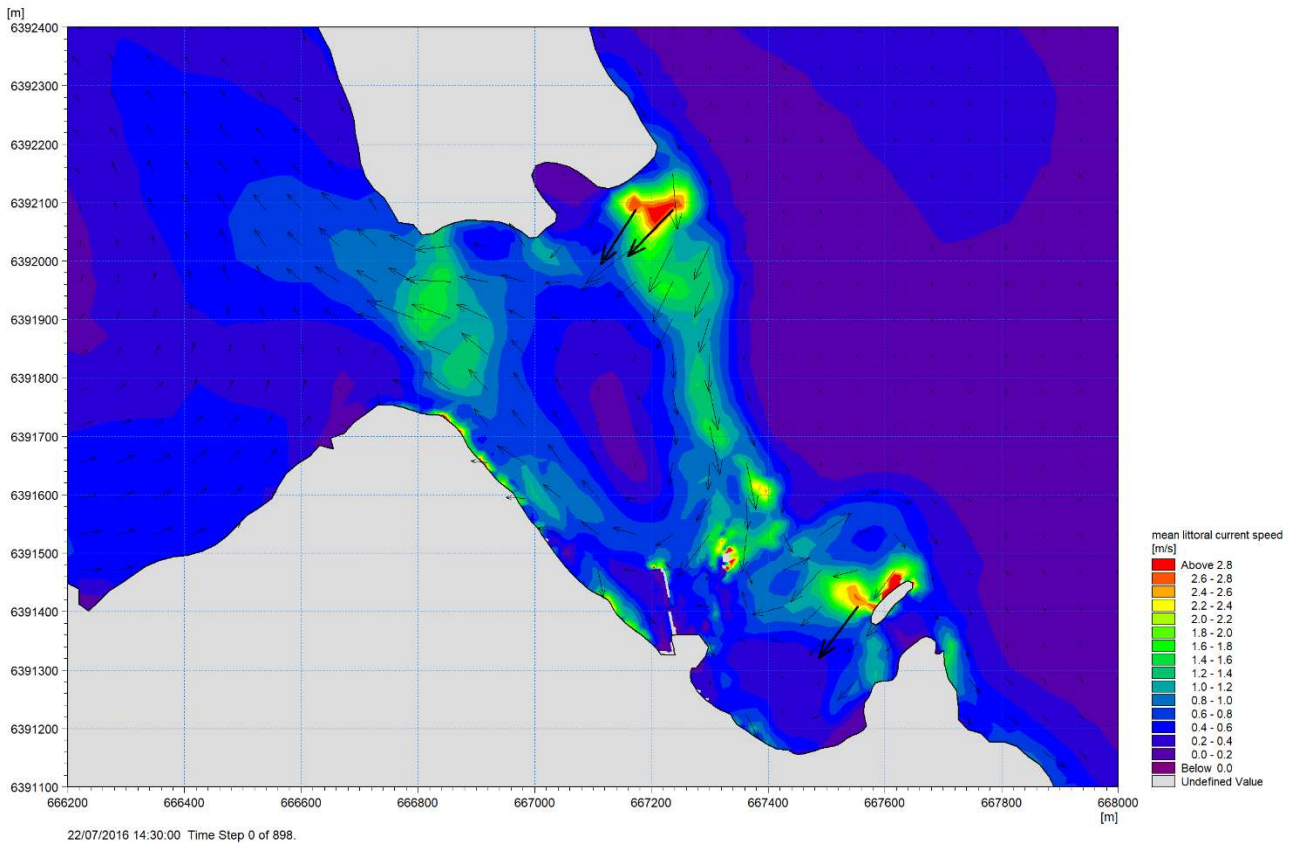 [m]
6392400
6392300
6392200
6392100
6392000
6391900
6391800
6391700
6391600
6391500
6391400
6391300
6391200
6391100
666200 666400 666600 666800 667000 667200 667400 667600 667800 668000
[m]
22/07/2016 14:30:00 Time Step 0 of 898.
mean littoral current speed
[m/s]
Above 2.8
2.6 - 2.8
2.4 - 2.6
2.2 - 2.4
2.0 - 2.2
1.8 - 2.0
1.6 - 1.8
1.4 - 1.6
1.2 - 1.4
1.0 - 1.2
0.8 - 1.0
0.6 - 0.8
0.4 - 0.6
0.2 - 0.4
0.0 - 0.2
Below 0.0
Undefined Value